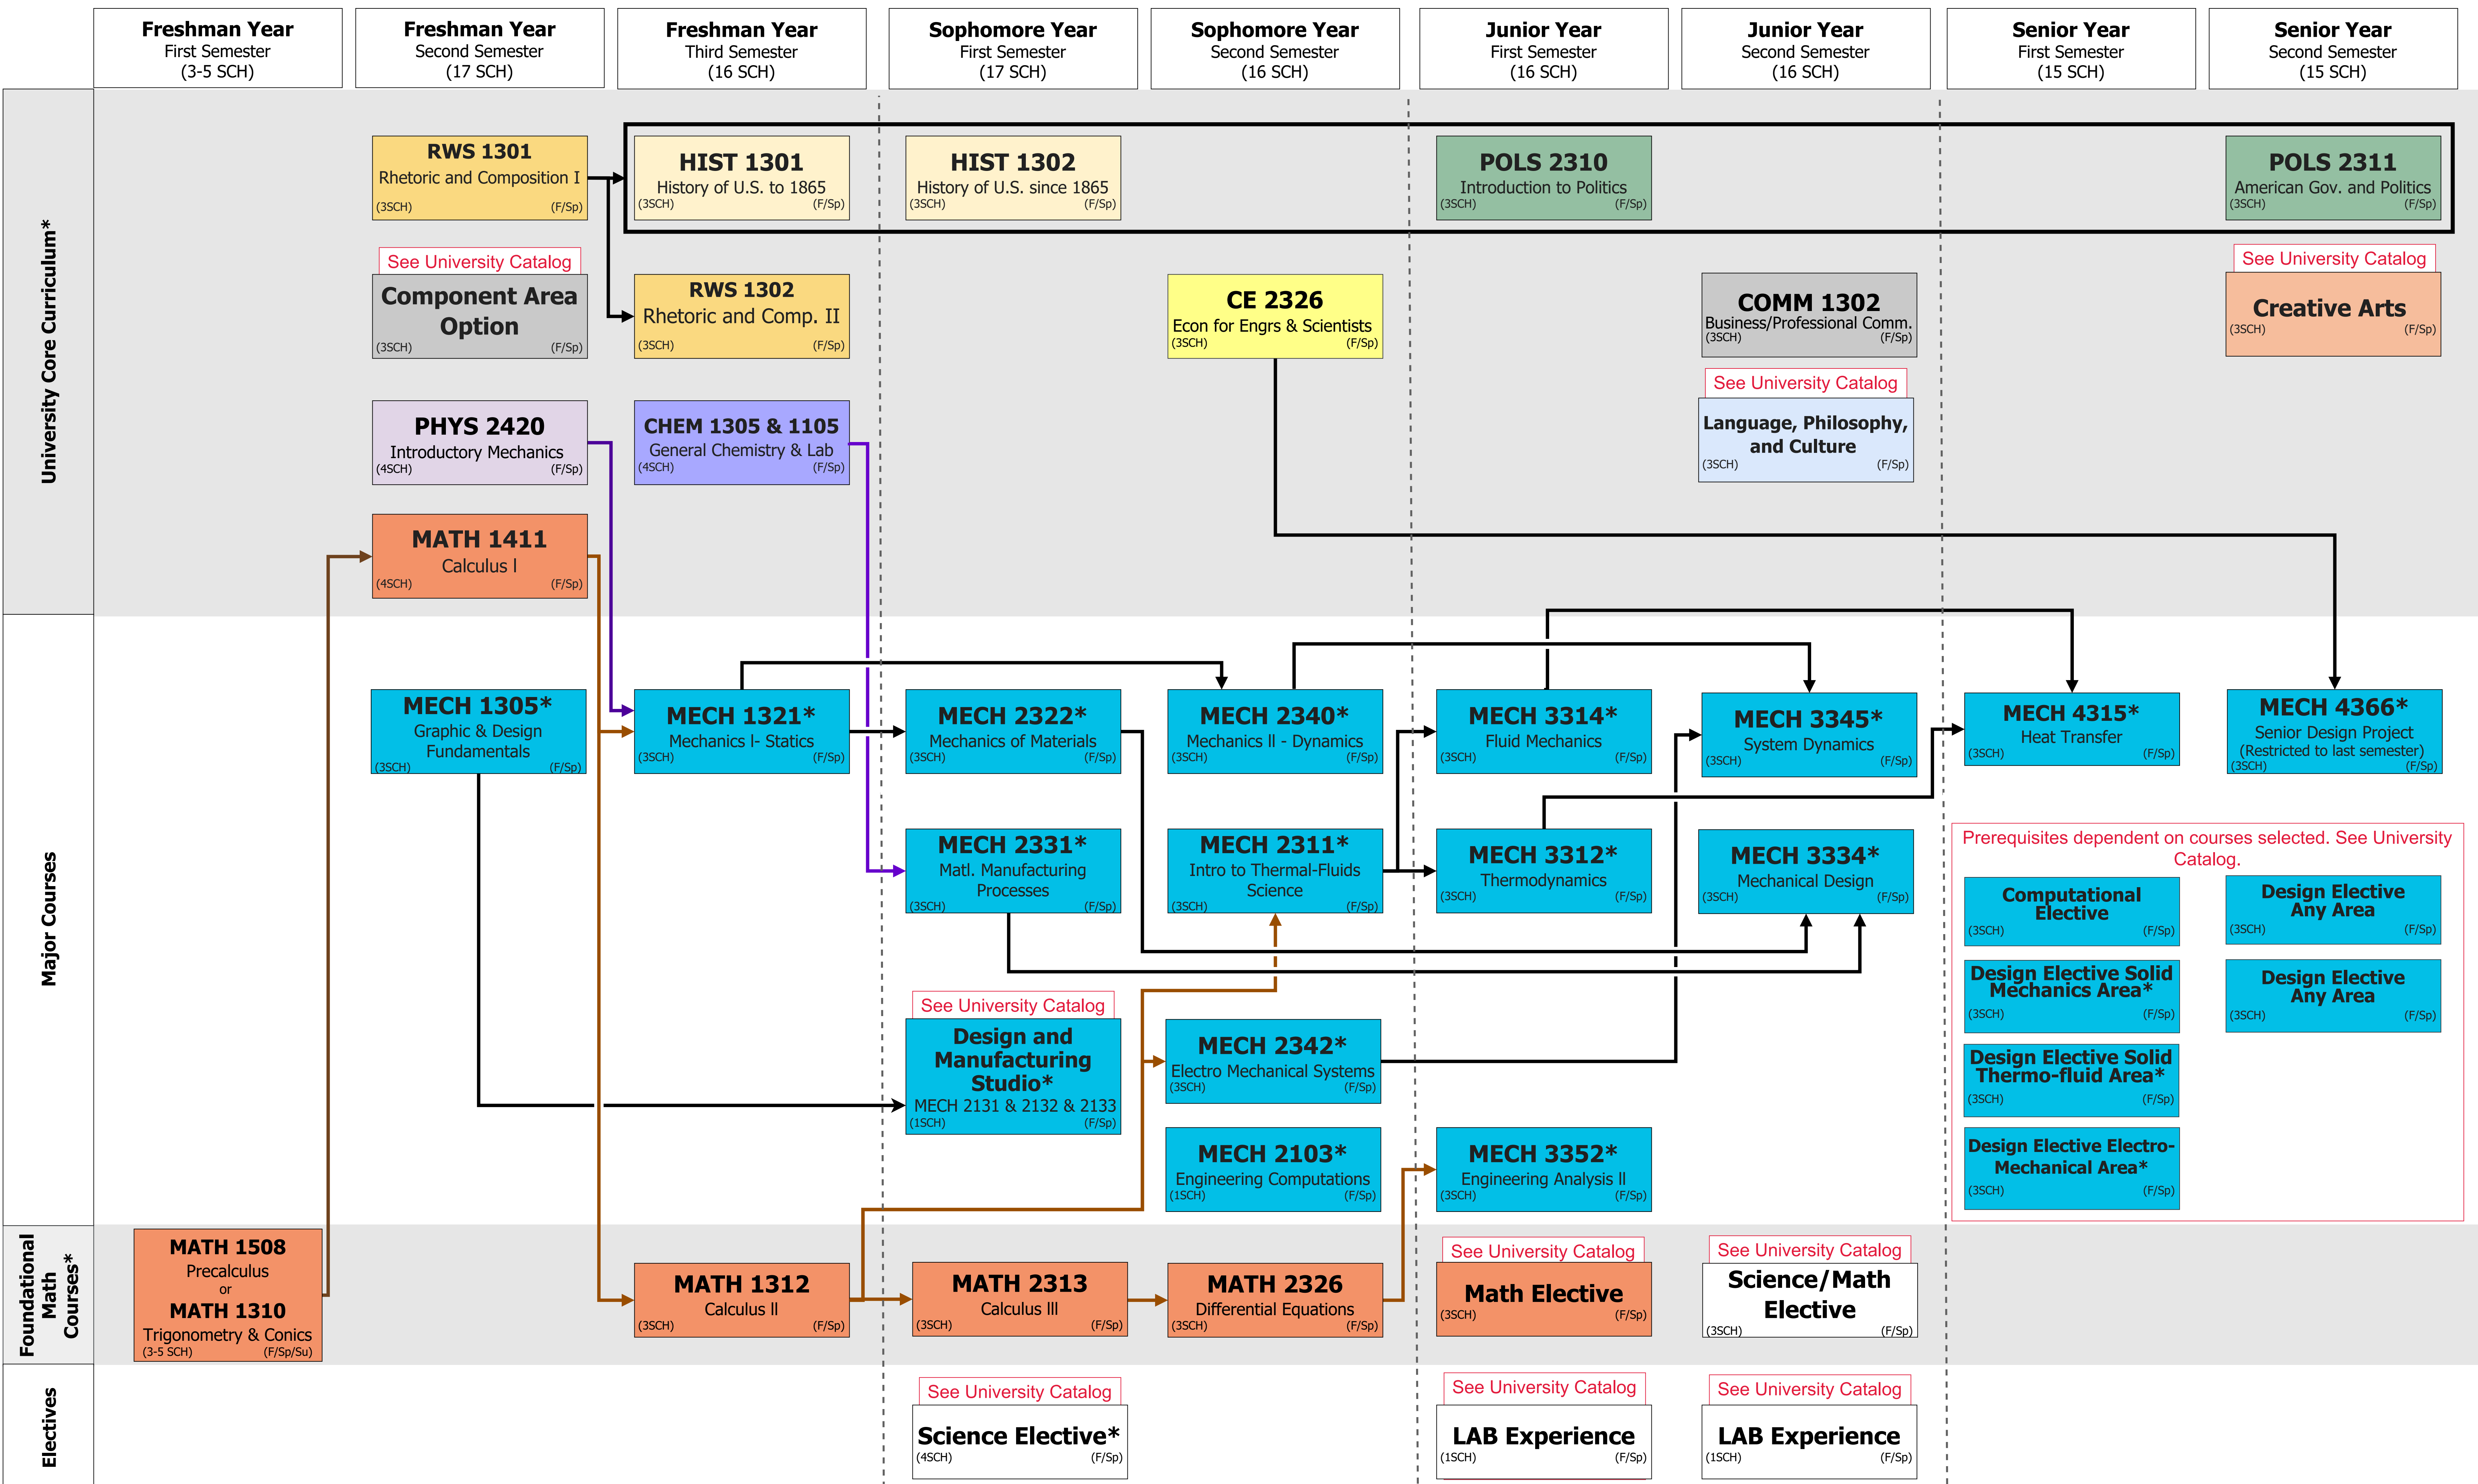 Freshman Year
First Semester
(3-5 SCH)
Freshman Year
Second Semester
(17 SCH)
Freshman Year
Third Semester
(16 SCH)
Sophomore Year
First Semester
(17 SCH)
Sophomore Year
Second Semester
(16 SCH)
Junior Year
First Semester
(16 SCH)
Junior Year
Second Semester
(16 SCH)
Senior Year
First Semester
(15 SCH)
Senior Year
Second Semester
(15 SCH)
University Core Curriculum*
RWS 1301
Rhetoric and Composition I
(3SCH) (F/Sp)
HIST 1301
History of U.S. to 1865
(3SCH) (F/Sp)
HIST 1302
History of U.S. since 1865
(3SCH) (F/Sp)
POLS 2310
Introduction to Politics
(3SCH) (F/Sp)
POLS 2311
American Gov. and Politics
(3SCH) (F/Sp)
See University Catalog
Component Area
Option
(3SCH) (F/Sp)
RWS 1302
Rhetoric and Comp. II
(3SCH) (F/Sp)
CE 2326
Econ for Engrs & Scientists
(3SCH) (F/Sp)
COMM 1302
Business/Professional Comm.
(3SCH) (F/Sp)
See University Catalog
Creative Arts
(3SCH) (F/Sp)
PHYS 2420
Introductory Mechanics
(4SCH) (F/Sp)
CHEM 1305 & 1105
General Chemistry & Lab
(4SCH) (F/Sp)
See University Catalog
Language, Philosophy,
and Culture
(3SCH) (F/Sp)
MATH 1411
Calculus I
(4SCH) (F/Sp)
Major Courses
MECH 1305*
Graphic & Design
Fundamentals
(3SCH) (F/Sp)
MECH 1321*
Mechanics I- Statics
(3SCH) (F/Sp)
MECH 2322*
Mechanics of Materials
(3SCH) (F/Sp)
MECH 2340*
Mechanics II - Dynamics
(3SCH) (F/Sp)
MECH 3314*
Fluid Mechanics
(3SCH) (F/Sp)
MECH 3345*
System Dynamics
(3SCH) (F/Sp)
MECH 4315*
Heat Transfer
(3SCH) (F/Sp)
MECH 4366*
Senior Design Project
(Restricted to last semester)
(3SCH) (F/Sp)
MECH 2331*
Matl. Manufacturing
Processes
(3SCH) (F/Sp)
MECH 2311*
Intro to Thermal-Fluids
Science
(3SCH) (F/Sp)
MECH 3312*
Thermodynamics
(3SCH) (F/Sp)
MECH 3334*
Mechanical Design
(3SCH) (F/Sp)
Prerequisites dependent on courses selected. See University
Catalog.
Computational
Elective
(3SCH) (F/Sp)
Design Elective
Any Area
(3SCH) (F/Sp)
Design Elective Solid
Mechanics Area*
(3SCH) (F/Sp)
Design Elective
Any Area
(3SCH) (F/Sp)
Design Elective Solid
Thermo-fluid Area*
(3SCH) (F/Sp)
Design Elective Electro-
Mechanical Area*
(3SCH) (F/Sp)
See University Catalog
Design and
Manufacturing
Studio*
MECH 2131 & 2132 & 2133
(1SCH) (F/Sp)
MECH 2342*
Electro Mechanical Systems
(3SCH) (F/Sp)
MECH 2103*
Engineering Computations
(1SCH) (F/Sp)
MECH 3352*
Engineering Analysis II
(3SCH) (F/Sp)
Foundational
Math
Courses*
MATH 1508
Precalculus
or
MATH 1310
Trigonometry & Conics
(3-5 SCH) (F/Sp/Su)
MATH 1312
Calculus II
(3SCH) (F/Sp)
MATH 2313
Calculus III
(3SCH) (F/Sp)
MATH 2326
Differential Equations
(3SCH) (F/Sp)
See University Catalog
Math Elective
(3SCH) (F/Sp)
See University Catalog
Science/Math
Elective
(3SCH) (F/Sp)
Electives
See University Catalog
Science Elective*
(4SCH) (F/Sp)
See University Catalog
LAB Experience
(1SCH) (F/Sp)
See University Catalog
LAB Experience
(1SCH) (F/Sp)